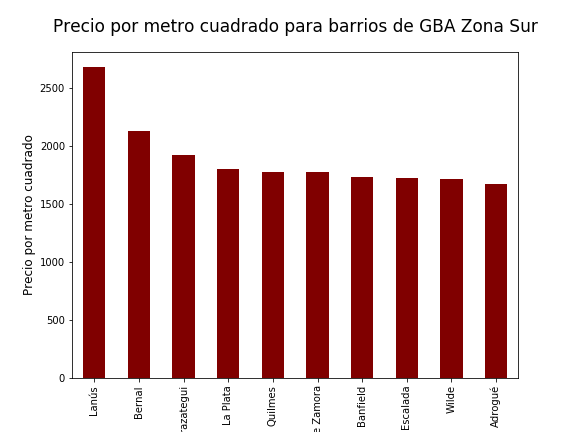 Precio por metro cuadrado para barrios de GBA Zona Sur
Precio por metro cuadrado
2500
2000
1500
1000
500
0
Lanús
Bernal
razategui
La Plata
Quilmes
e Zamora
Banfield
Escalada
Wilde
Adrogué